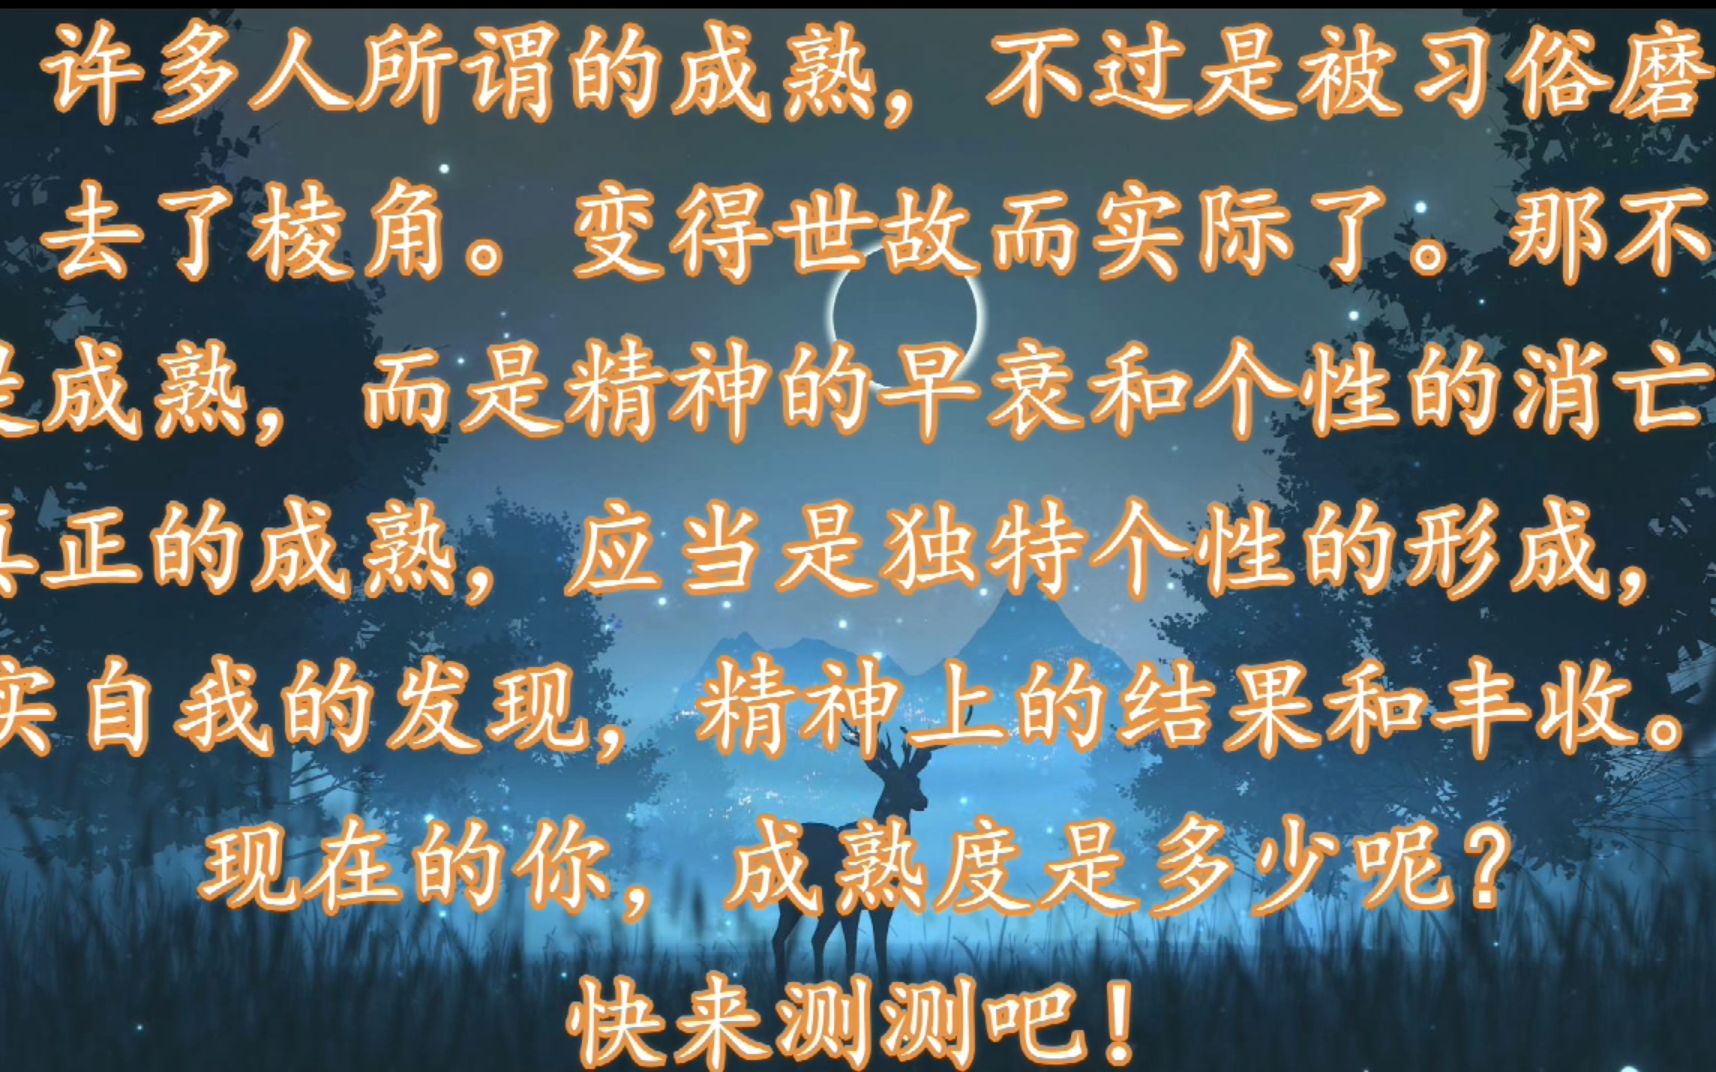 许多人所谓的成熟，不过是被习俗磨
去了棱角。变得世故而实际了。那不
是成熟，而是精神的早衰和个性的消亡
真正的成熟，应当是独特个性的形成，
实自我的发现，精神上的结果和丰收。
现在的你，成熟度是多少呢？
快来测测吧！